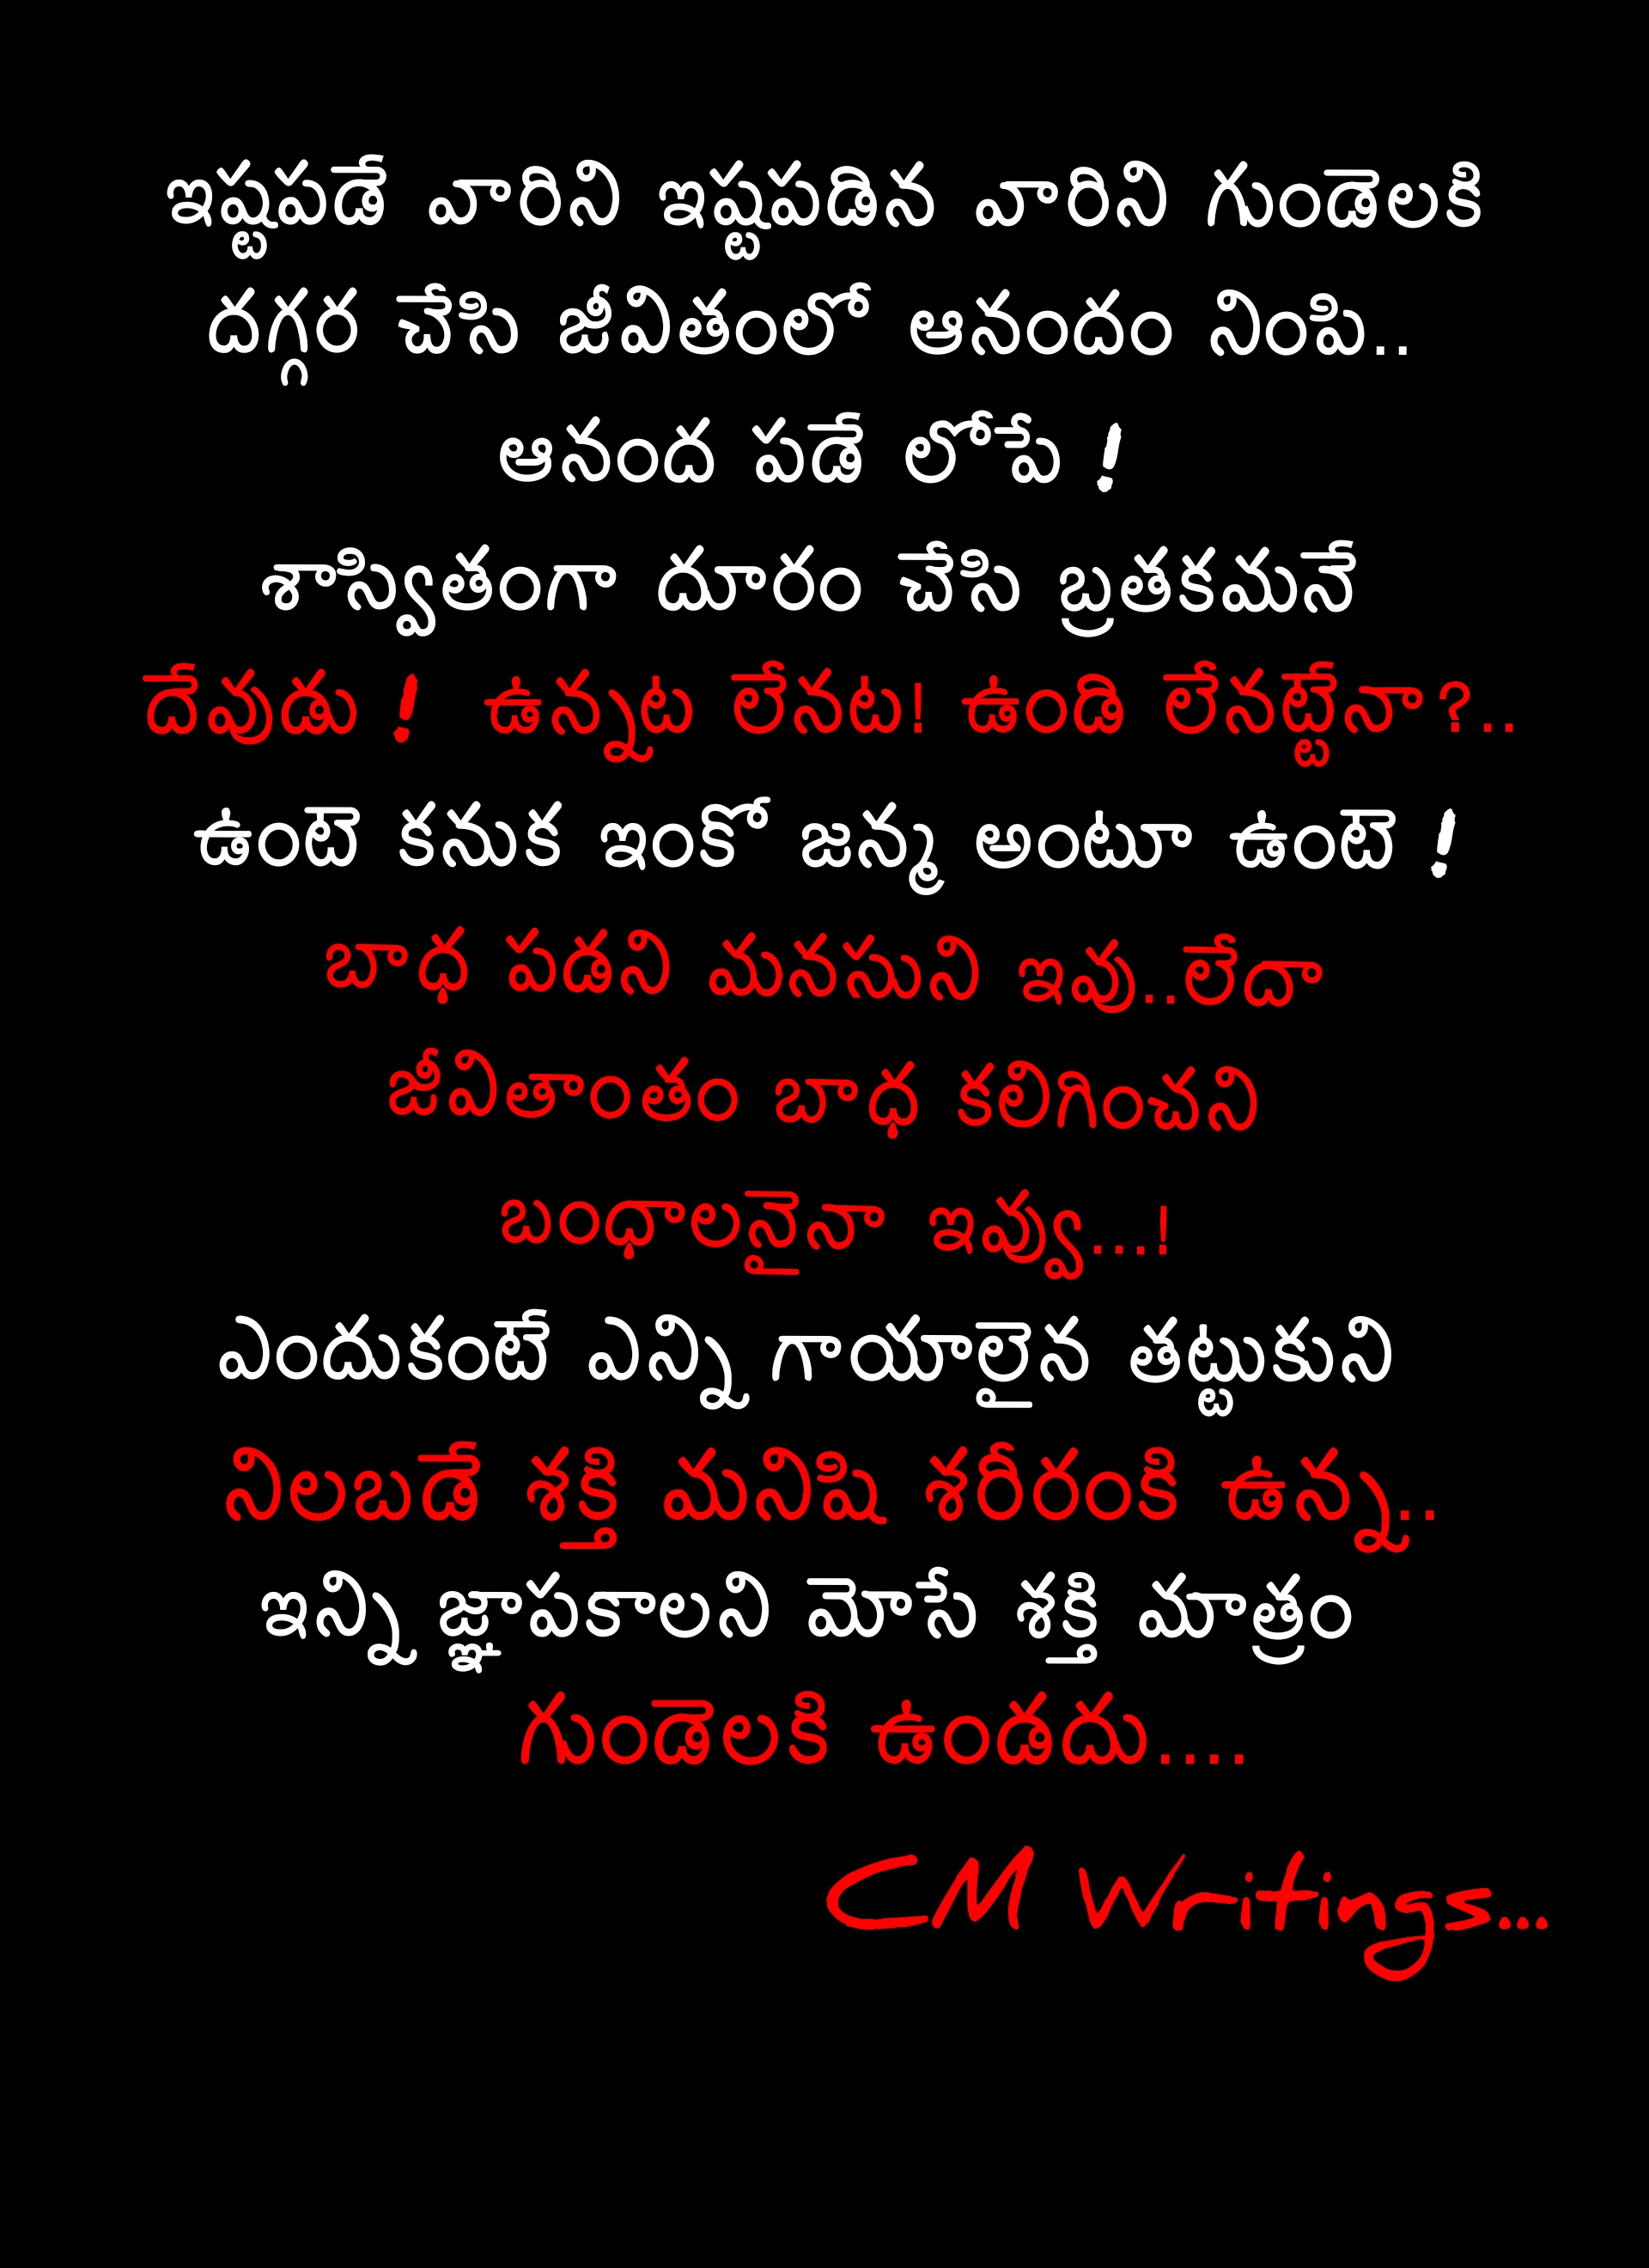 ఇష్టపడే వారిని ఇష్టపడిన వారిని గుండెలకి
దగ్గర చేసి జీవితంలో ఆనందం నింపి..
ఆనంద పడే లోపే !
శాస్వితంగా దూరం చేసి బ్రతకమనే
దేవుడు ! ఉన్నట లేనట! ఉండి లేనట్టేనా?..
ఉంటె కనుక ఇంకో జన్మ అంటూ ఉంటె!
బాధ పడని మనసుని ఇవు..లేదా
జీవితాంతం బాధ కలిగించని
బంధాలనైనా ఇవ్వు...!
ఎందుకంటే ఎన్ని గాయాలైన తట్టుకుని
నిలబడే శక్తి మనిషి శరీరంకి ఉన్న..
ఇన్ని జ్ఞాపకాలని మోసే శక్తి మాత్రం
గుండెలకి ఉండదు....
CM Writings...